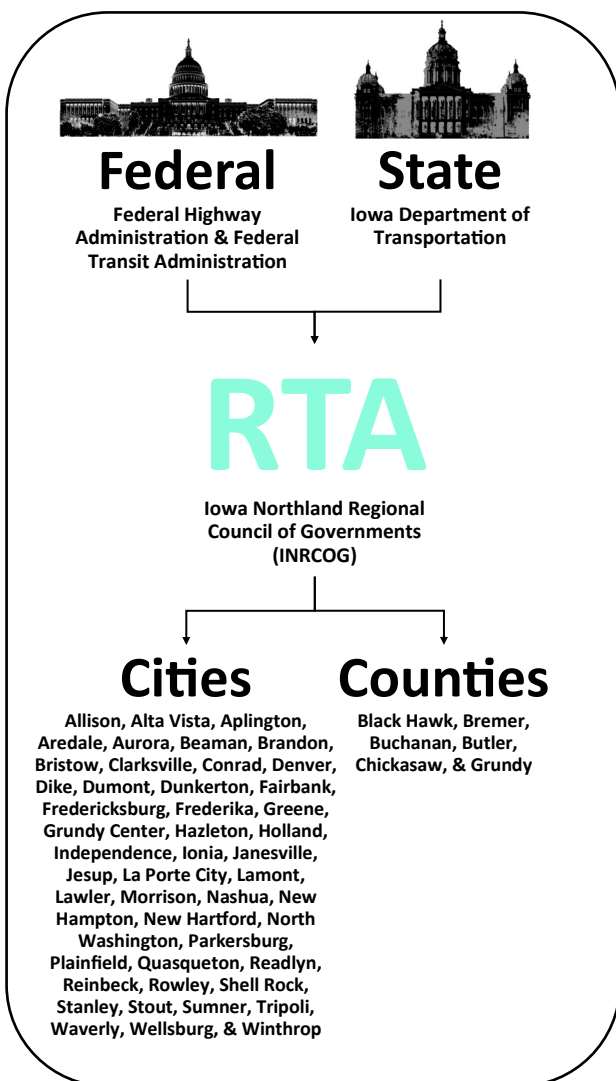 Federal
Federal Highway
Administration & Federal
Transit Administration
State
Iowa Department of
Transportation
RTA
Iowa Northland Regional
Council of Governments
(INRCOG)
Cities
Allison, Alta Vista, Aplington,
Aredale, Aurora, Beaman, Brandon,
Bristow, Clarksville, Conrad, Denver,
Dike, Dumont, Dunkerton, Fairbank,
Fredericksburg, Frederika, Greene,
Grundy Center, Hazleton, Holland,
Independence, Ionia, Janesville,
Jesup, La Porte City, Lamont,
Lawler, Morrison, Nashua, New
Hampton, New Hartford, North
Washington, Parkersburg,
Plainfield, Quasqueton, Readlyn,
Reinbeck, Rowley, Shell Rock,
Stanley, Stout, Sumner, Tripoli,
Waverly, Wellsburg, & Winthrop
Counties
Black Hawk, Bremer,
Buchanan, Butler,
Chickasaw, & Grundy